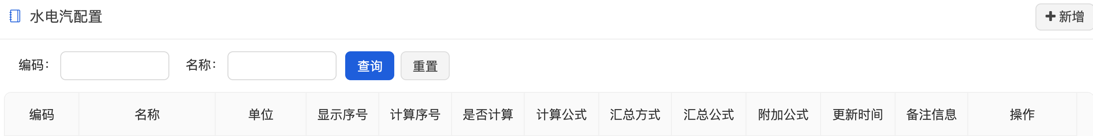 水电汽配置 新增
编码: 名称: 查询 重置
编码 名称 单位 显示序号 计算序号 是否计算 计算公式 汇总方式 汇总公式 附加公式 更新时间 备注信息 操作